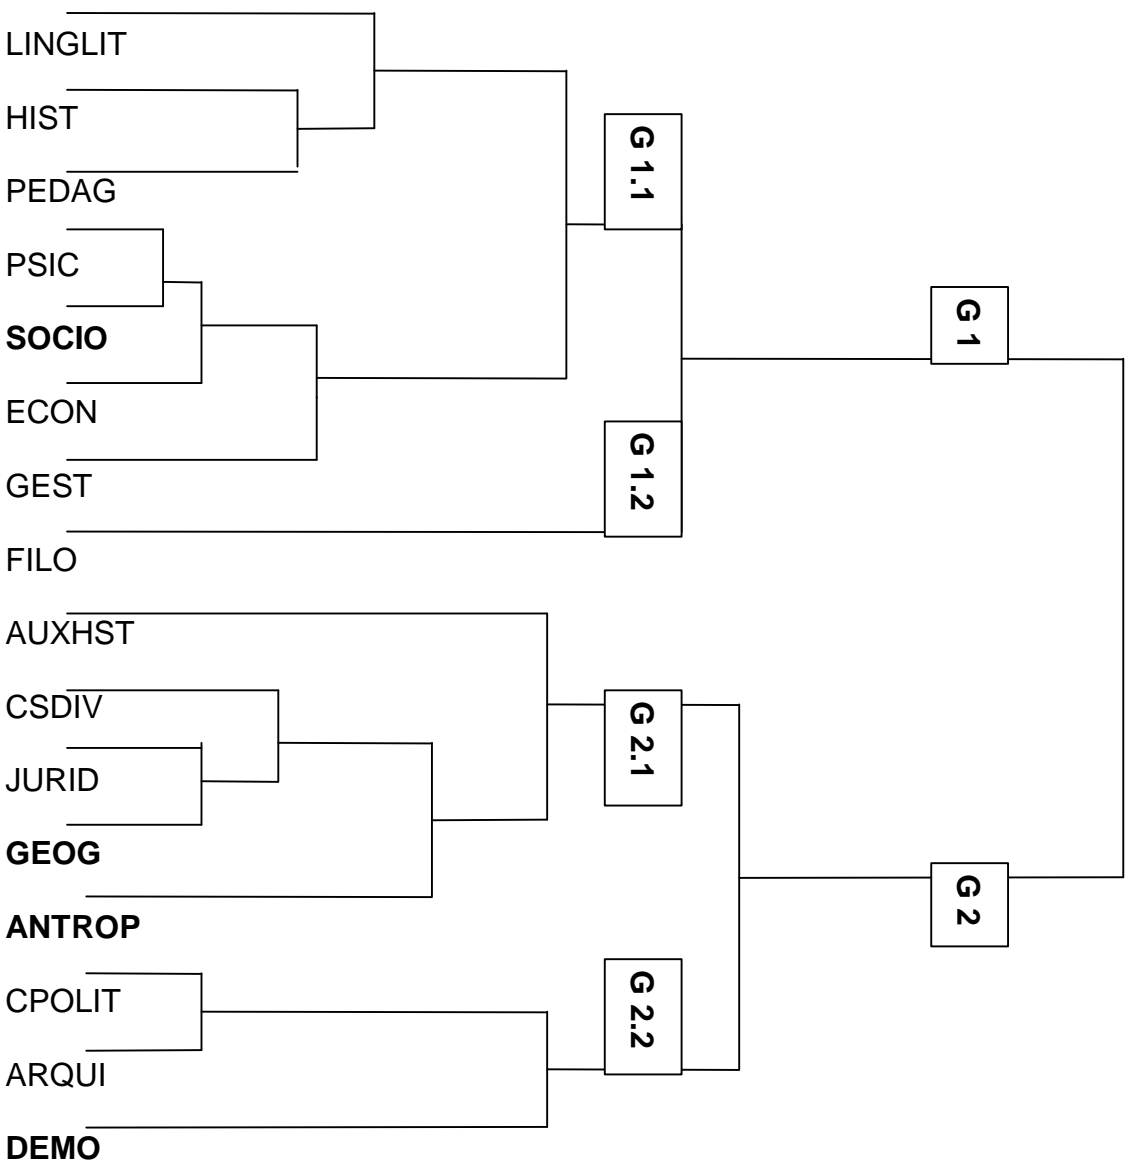 LINGLIT
HIST
PEDAG
PSIC
SOCIO
ECON
GEST
FILO
AUXHST
CSDIV
JURID
GEOG
ANTROP
CPOLIT
ARQUI
DEMO
G 1.1
G 1.2
G 2.1
G 2.2
G 1
G 2